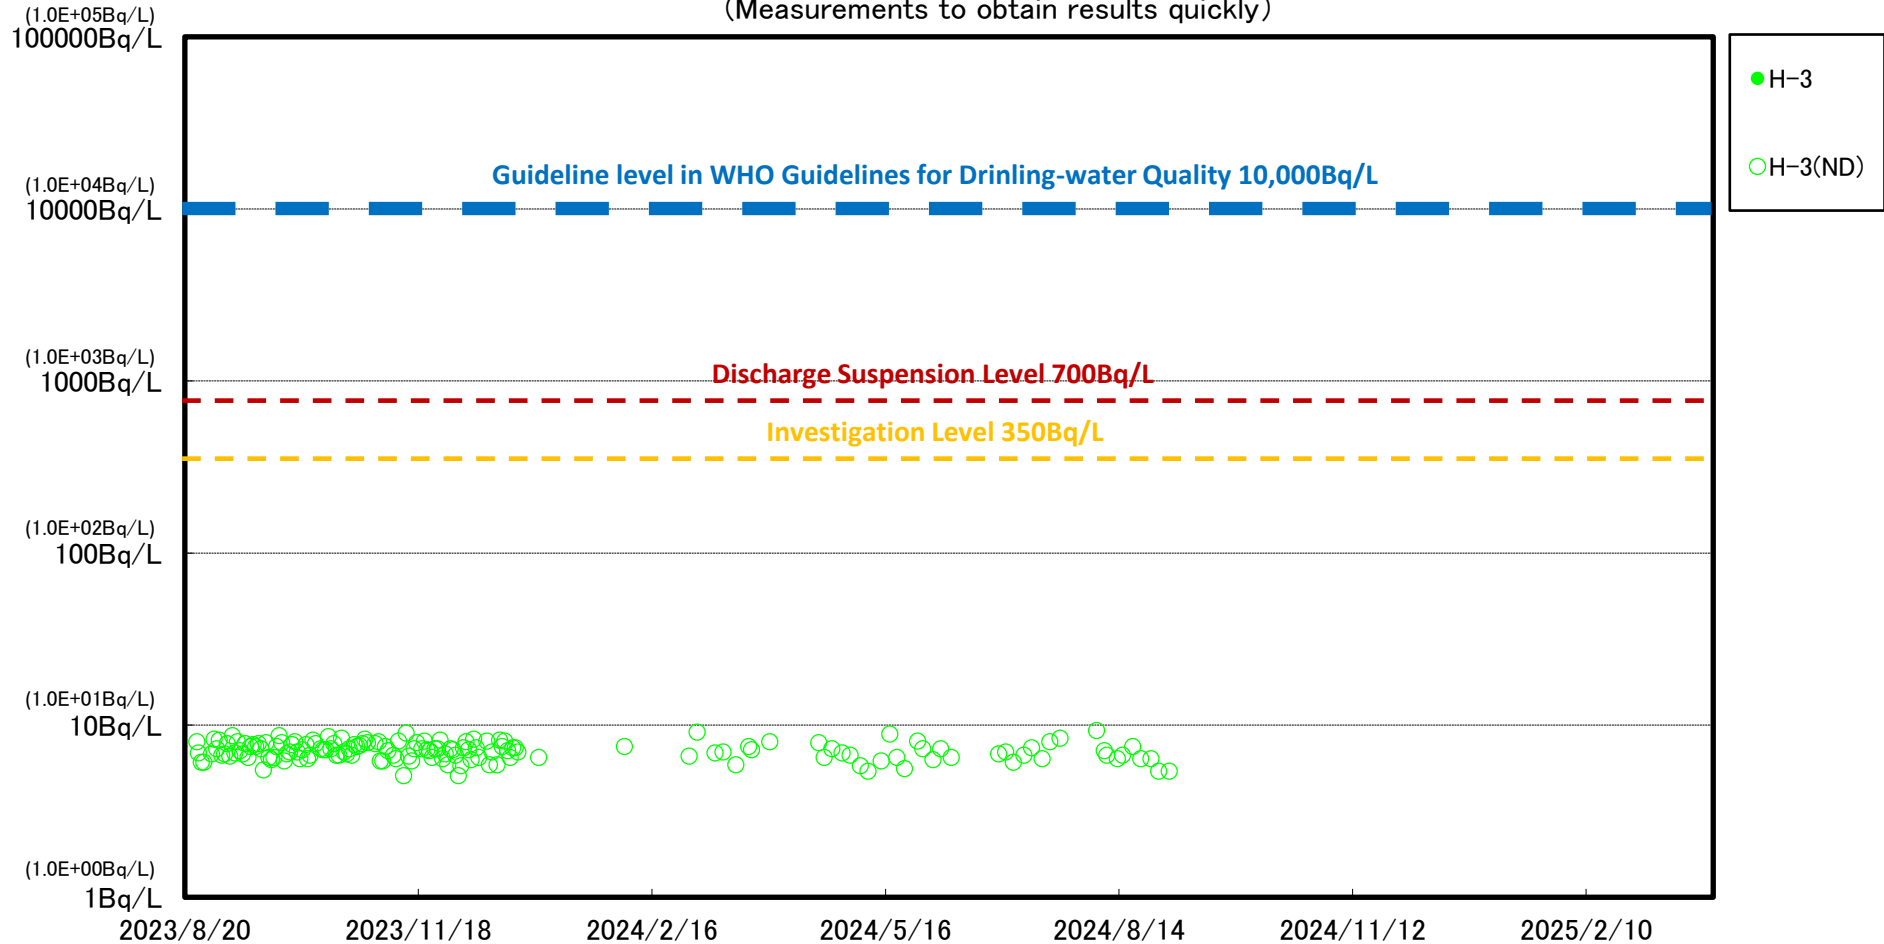 (Measurements to obtain results quickly)
(1.0E+05Bq/L)
100000Bq/L
H-3
H-3(ND)
Guideline level in WHO Guidelines for Drinling-water Quality 10,000Bq/L
(1.0E+04Bq/L)
10000Bq/L
(1.0E+03Bq/L)
1000Bq/L
Discharge Suspension Level 700Bq/L
Investigation Level 350Bq/L
(1.0E+02Bq/L)
100Bq/L
(1.0E+01Bq/L)
10Bq/L
(1.0E+00Bq/L)
1Bq/L
2023/8/20 2023/11/18 2024/2/16 2024/5/16 2024/8/14 2024/11/12 2025/2/10